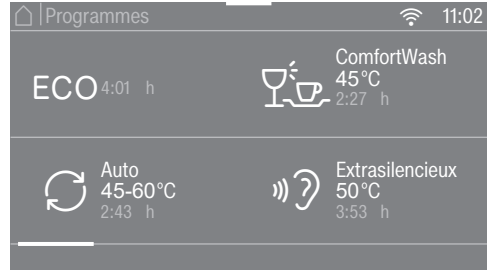 Programmes
11:02
ECO 4:01 h
ComfortWash
45°C
2:27 h
Auto
45-60°C
2:43 h
Extrasilencieux
50°C
3:53 h